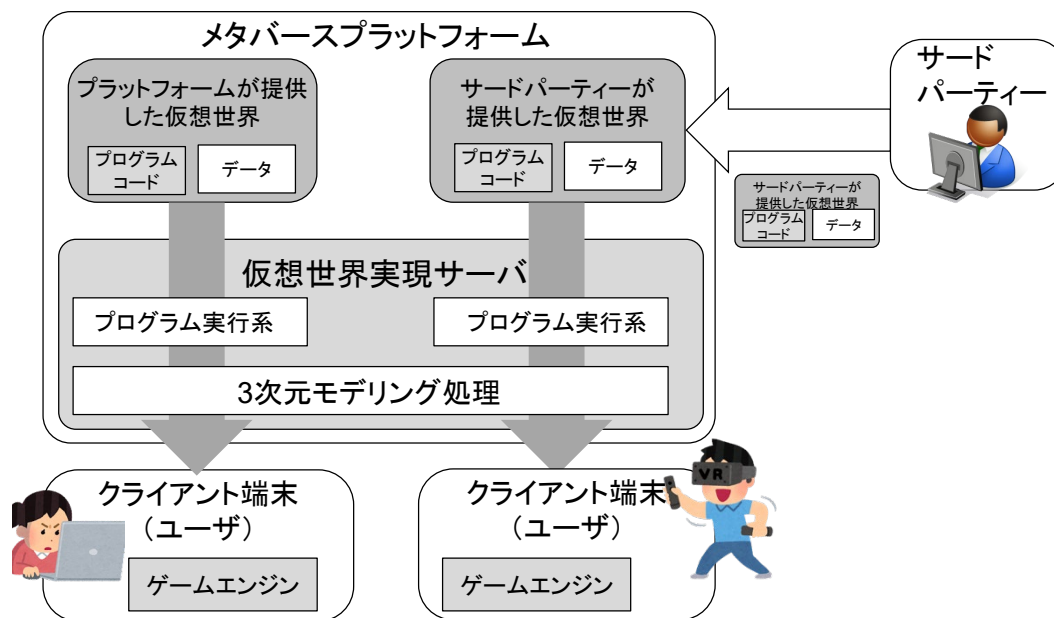 メタバースプラットフォーム
プラットフォームが提供
した仮想世界
プログラム
コード
データ
サードパーティーが
提供した仮想世界
プログラム
コード
データ
サード
パーティー
サードパーティーが
提供した仮想世界
プログラム
コード
データ
仮想世界実現サーバ
プログラム実行系
プログラム実行系
3次元モデリング処理
クライアント端末
（ユーザ）
ゲームエンジン
クライアント端末
（ユーザ）
ゲームエンジン
VR